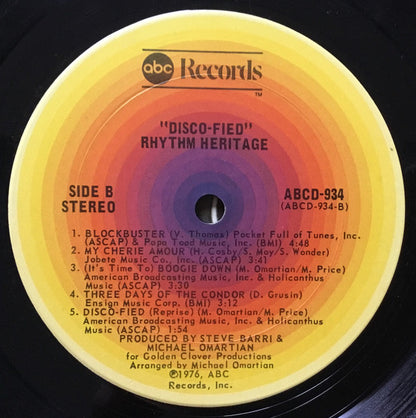 abc Records
TM
"DISCO-FIED"
RHYTHM HERITAGE
SIDE B
STEREO
ABCD-934
(ABCD-934-B)
1. BLOCKBUSTER (V. Thomas) Pocket Full of Tunes, Inc.
(ASCAP) & Papa Toad Music, Inc. (BMI) 4:48
2. MY CHERIE AMOUR (H. Cosby/S. Moy/S. Wonder)
Jobete Music Co., Inc. (ASCAP) 3:41
3. (It's Time To) BOOGIE DOWN (M. Omartian/M. Price)
American Broadcasting Music, Inc. & Holicanthus
Music (ASCAP) 3:30
4. THREE DAYS OF THE CONDOR (D. Grusin)
Ensign Music Corp. (BMI) 3:12
5. DISCO-FIED (Reprise) (M. Omartian/M. Price)
American Broadcasting Music, Inc. & Holicanthus
Music (ASCAP) 1:54
PRODUCED BY STEVE BARRI &
MICHAEL OMARTIAN
for Golden Clover Productions
Arranged by Michael Omartian
Ⓟ1976, ABC
Records, Inc.